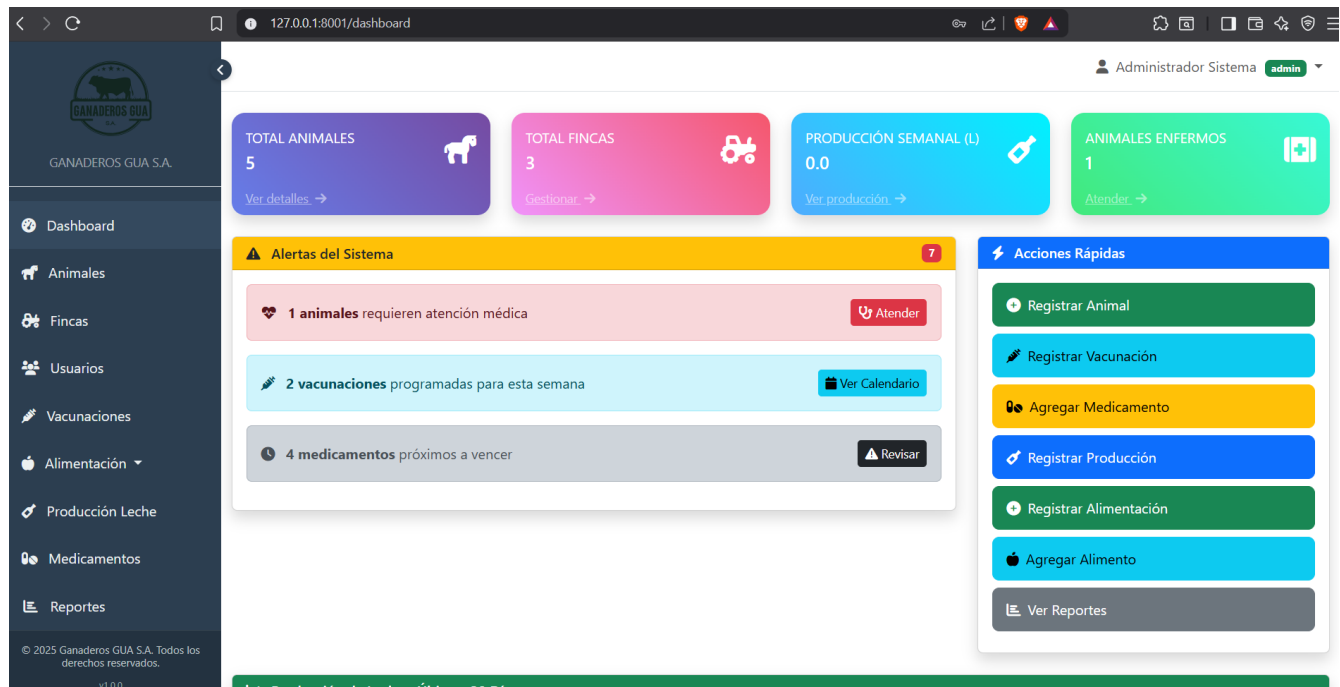 127.0.0.1:8001/dashboard
Administrador Sistema admin
GANADEROS GUA
S.A.
GANADEROS GUA S.A.
Dashboard
Animales
Fincas
Usuarios
Vacunaciones
Alimentación
Producción Leche
Medicamentos
Reportes
© 2025 Ganaderos GUA S.A. Todos los
derechos reservados.
v1.0.0
TOTAL ANIMALES
5
Ver detalles
TOTAL FINCAS
3
Gestionar
PRODUCCIÓN SEMANAL (L)
0.0
Ver producción
ANIMALES ENFERMOS
1
Atender
Alertas del Sistema 7
1 animales requieren atención médica Atender
2 vacunaciones programadas para esta semana Ver Calendario
4 medicamentos próximos a vencer Revisar
Acciones Rápidas
Registrar Animal
Registrar Vacunación
Agregar Medicamento
Registrar Producción
Registrar Alimentación
Agregar Alimento
Ver Reportes